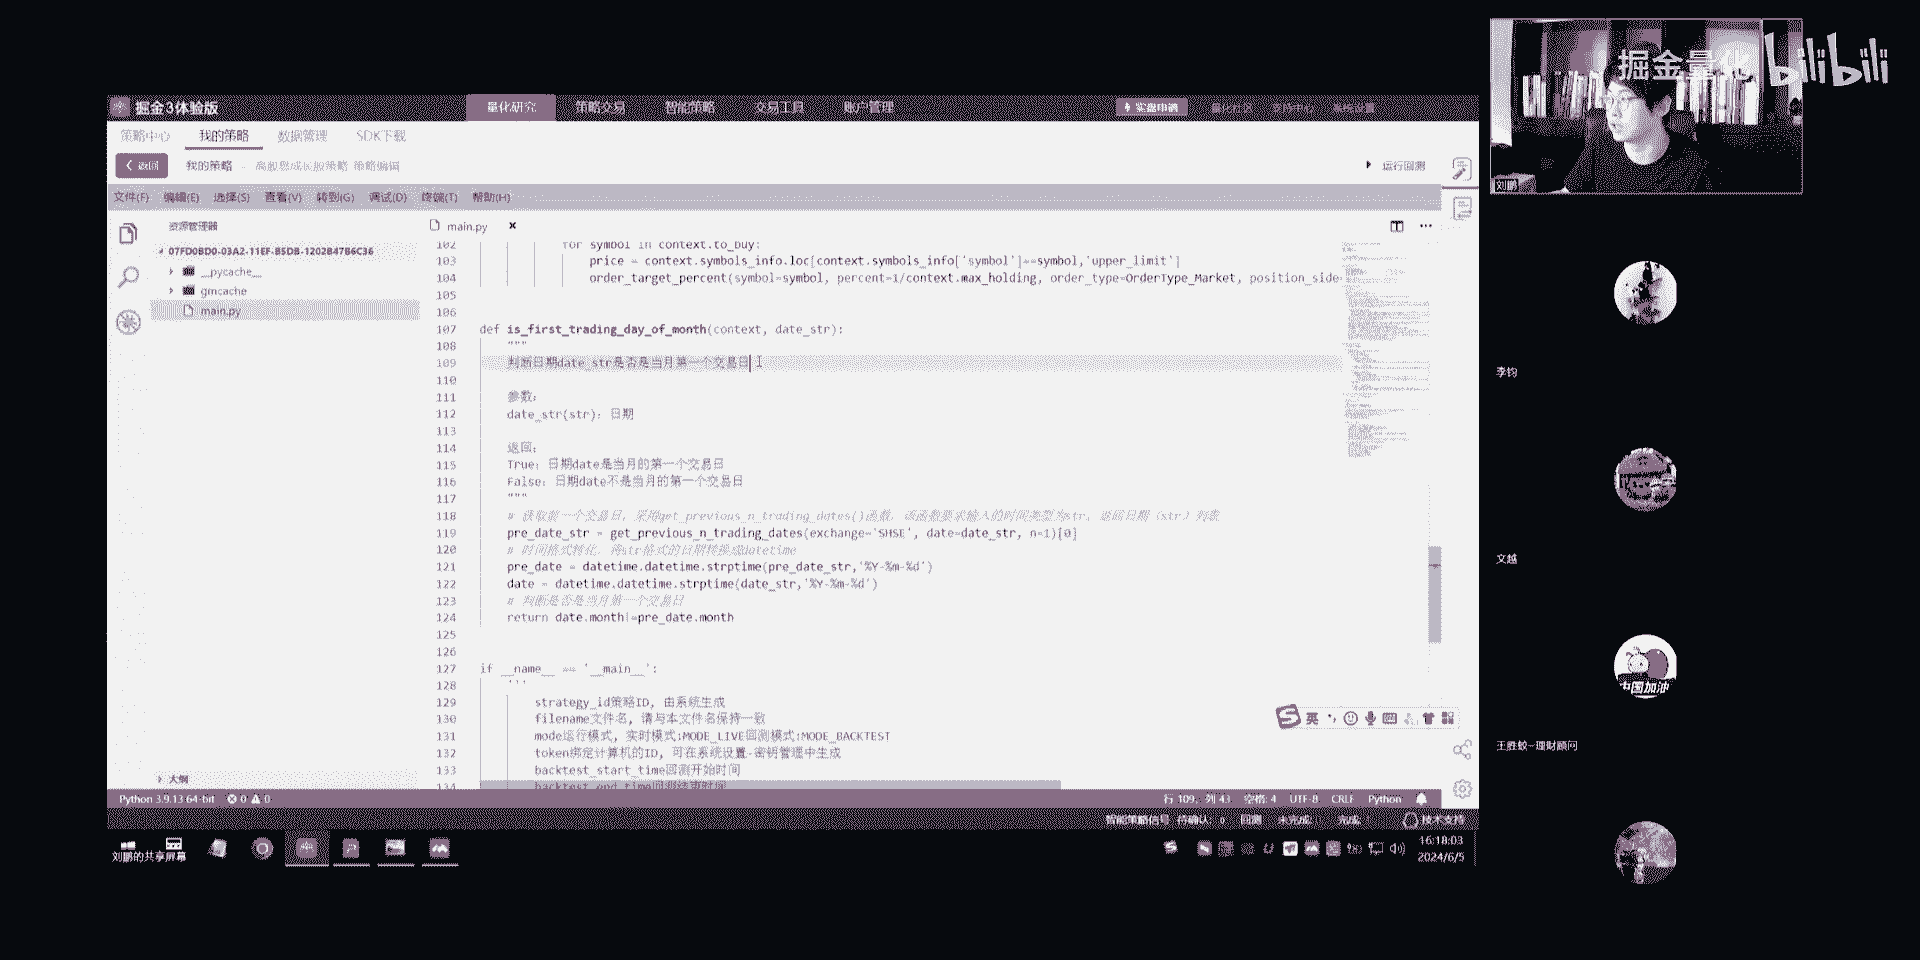 掘金量化 bilibili
掘金3体验版
量化研究 策略交易 智能策略 交易工具 账户管理
实盘申请 量化社区 支持中心 系统设置
策略中心 我的策略 数据管理 SDK下载
返回 我的策略 - 高股息成长股策略 策略编辑 运行回测
文件(F) 编辑(E) 选择(S) 查看(V) 转到(G) 调试(D) 终端(T) 帮助(H)
资源管理器
main.py
07FD0BD0-03A2-11EF-B5DB-1202B47B6C36
__pycache__
gmcache
main.py
102 for symbol in context.to_buy:
103 price = context.symbols_info.loc[context.symbols_info['symbol']==symbol,'upper_limit']
104 order_target_percent(symbol=symbol, percent=1/context.max_holding, order_type=OrderType_Market, position_side=
105
106
107 def is_first_trading_day_of_month(context, date_str):
108 """
109 判断日期date_str是否是当月第一个交易日
110
111 参数:
112 date_str(str): 日期
113
114 返回:
115 True: 日期date是当月的第一个交易日
116 False: 日期date不是当月的第一个交易日
117 """
118 # 获取前一个交易日, 采用get_previous_n_trading_dates()函数, 该函数要求输入的时间类型为str, 返回日期 (str) 列表
119 pre_date_str = get_previous_n_trading_dates(exchange='SHSE', date=date_str, n=1)[0]
120 # 时间格式转化, 将str格式的日期转换成datetime
121 pre_date = datetime.datetime.strptime(pre_date_str,'%Y-%m-%d')
122 date = datetime.datetime.strptime(date_str,'%Y-%m-%d')
123 # 判断是否是当月第一个交易日
124 return date.month!=pre_date.month
125
126
127 if __name__ == '__main__':
128 '''
129 strategy_id策略ID, 由系统生成
130 filename文件名, 请与本文件名保持一致
131 mode运行模式, 实时模式:MODE_LIVE回测模式:MODE_BACKTEST
132 token绑定计算机的ID, 可在系统设置-密钥管理中生成
133 backtest_start_time回测开始时间
134 backtest_end_time回测结束时间
大纲
英
Python 3.9.13 64-bit 0 0
行 109, 列 43 空格: 4 UTF-8 CRLF Python
智能策略信号 待确认: 0 回测 未完成: 完成: 技术支持
刘鹏的共享屏幕
16:18:03
2024/6/5
刘鹏
李钧
文越
中国加油
王胜蛟-理财顾问